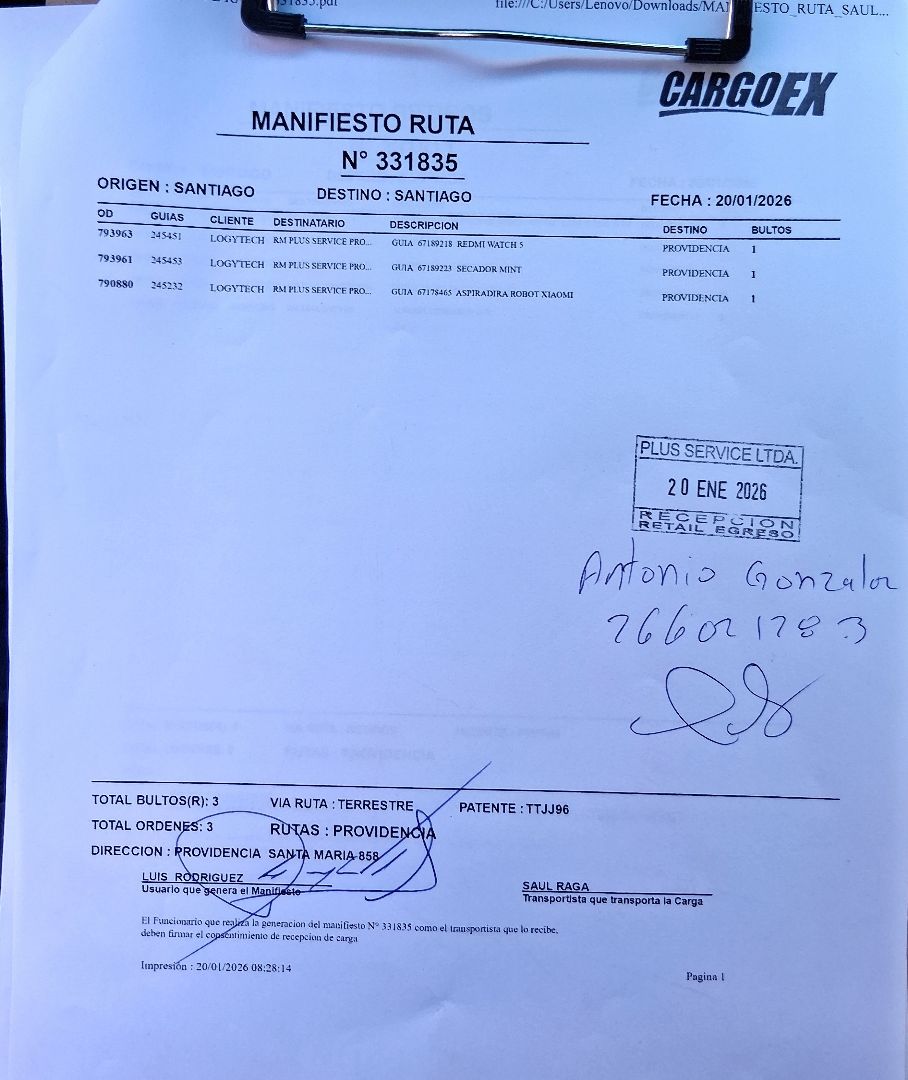 31835.pdf file:///C:/Users/Lenovo/Downloads/MANIFIESTO_RUTA_SAUL...
CARGOEX
MANIFIESTO RUTA
N° 331835
ORIGEN : SANTIAGO DESTINO : SANTIAGO FECHA : 20/01/2026
OD GUIAS CLIENTE DESTINATARIO DESCRIPCION DESTINO BULTOS
793963 245451 LOGYTECH RM PLUS SERVICE PRO... GUIA 67189218 REDMI WATCH 5 PROVIDENCIA 1
793961 245453 LOGYTECH RM PLUS SERVICE PRO... GUIA 67189223 SECADOR MINT PROVIDENCIA 1
790880 245232 LOGYTECH RM PLUS SERVICE PRO... GUIA 67178465 ASPIRADIRA ROBOT XIAOMI PROVIDENCIA 1
PLUS SERVICE LTDA.
20 ENE 2026
RECEPCION
RETAIL EGRESO
Antonio
TOTAL BULTOS(R): 3 VIA RUTA : TERRESTRE PATENTE : TTJJ96
TOTAL ORDENES: 3 RUTAS : PROVIDENCIA
DIRECCION : PROVIDENCIA SANTA MARIA 858
LUIS RODRIGUEZ SAUL RAGA
Usuario que genera el Manifiesto Transportista que transporta la Carga
El Funcionario que realiza la generacion del manifiesto N° 331835 como el transportista que lo recibe,
deben firmar el consentimiento de recepcion de carga
Impresión : 20/01/2026 08:28:14 Pagina 1